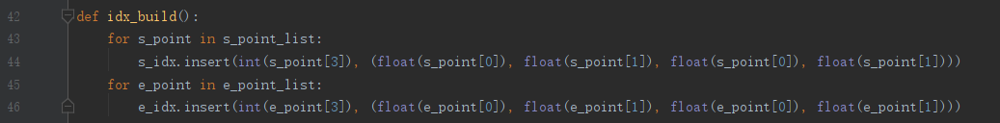 42 def idx_build():
43     for s_point in s_point_list:
44         s_idx.insert(int(s_point[3]), (float(s_point[0]), float(s_point[1]), float(s_point[0]), float(s_point[1])))
45     for e_point in e_point_list:
46         e_idx.insert(int(e_point[3]), (float(e_point[0]), float(e_point[1]), float(e_point[0]), float(e_point[1])))